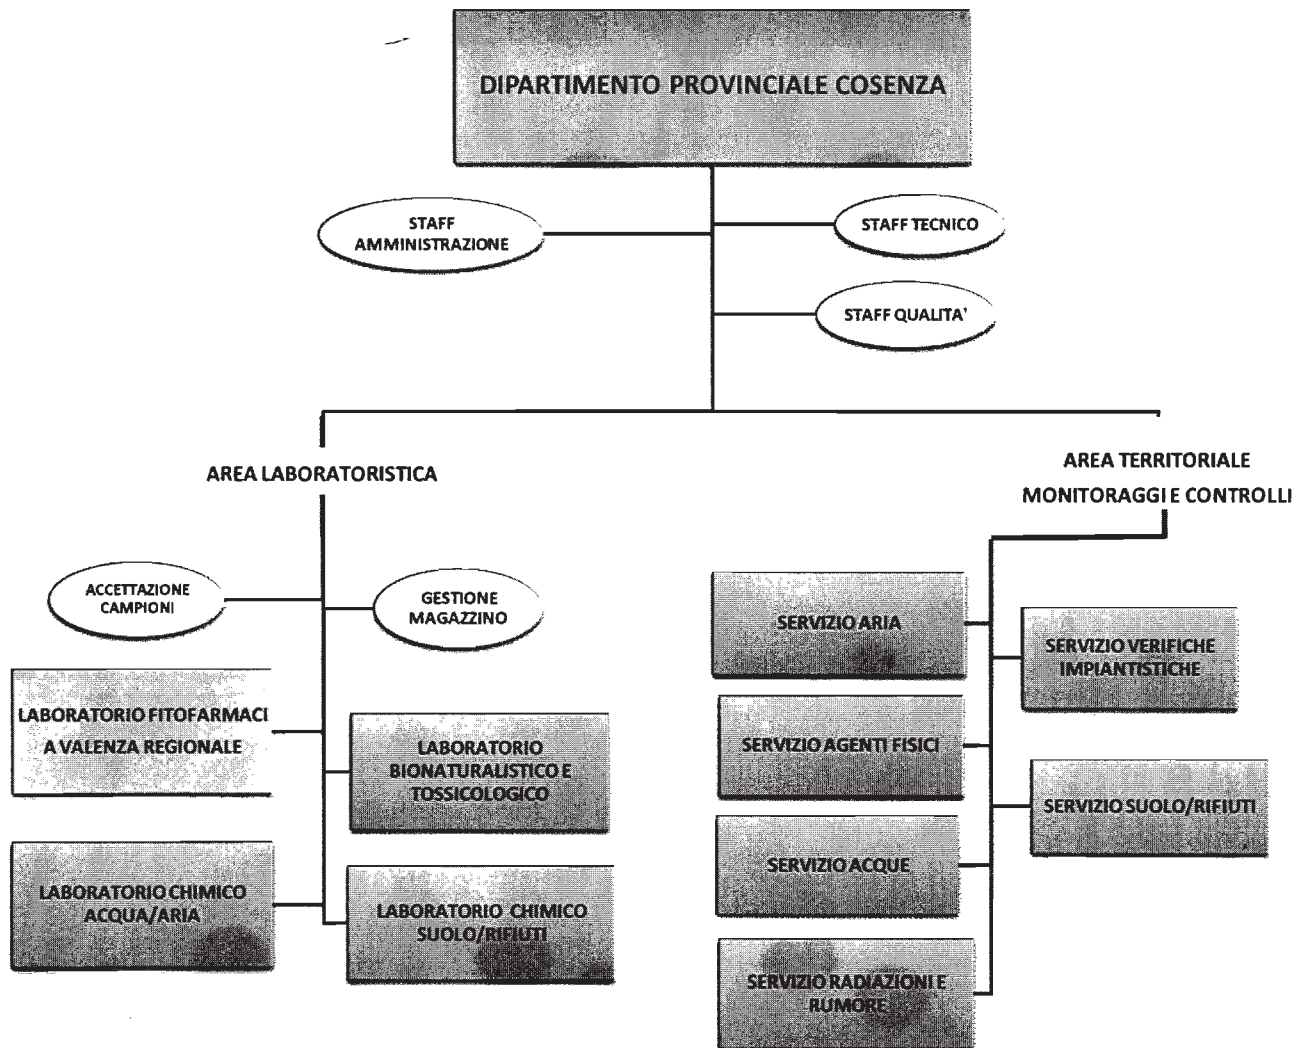 DIPARTIMENTO PROVINCIALE COSENZA
STAFF
AMMINISTRAZIONE
STAFF TECNICO
STAFF QUALITA'
AREA LABORATORISTICA
AREA TERRITORIALE
MONITORAGGI E CONTROLLI
ACCETTAZIONE
CAMPIONI
GESTIONE
MAGAZZINO
LABORATORIO FITOFARMACI
A VALENZA REGIONALE
LABORATORIO
BIONATURALISTICO E
TOSSICOLOGICO
LABORATORIO CHIMICO
ACQUA/ARIA
LABORATORIO CHIMICO
SUOLO/RIFIUTI
SERVIZIO ARIA
SERVIZIO VERIFICHE
IMPIANTISTICHE
SERVIZIO AGENTI FISICI
SERVIZIO SUOLO/RIFIUTI
SERVIZIO ACQUE
SERVIZIO RADIAZIONI E
RUMORE